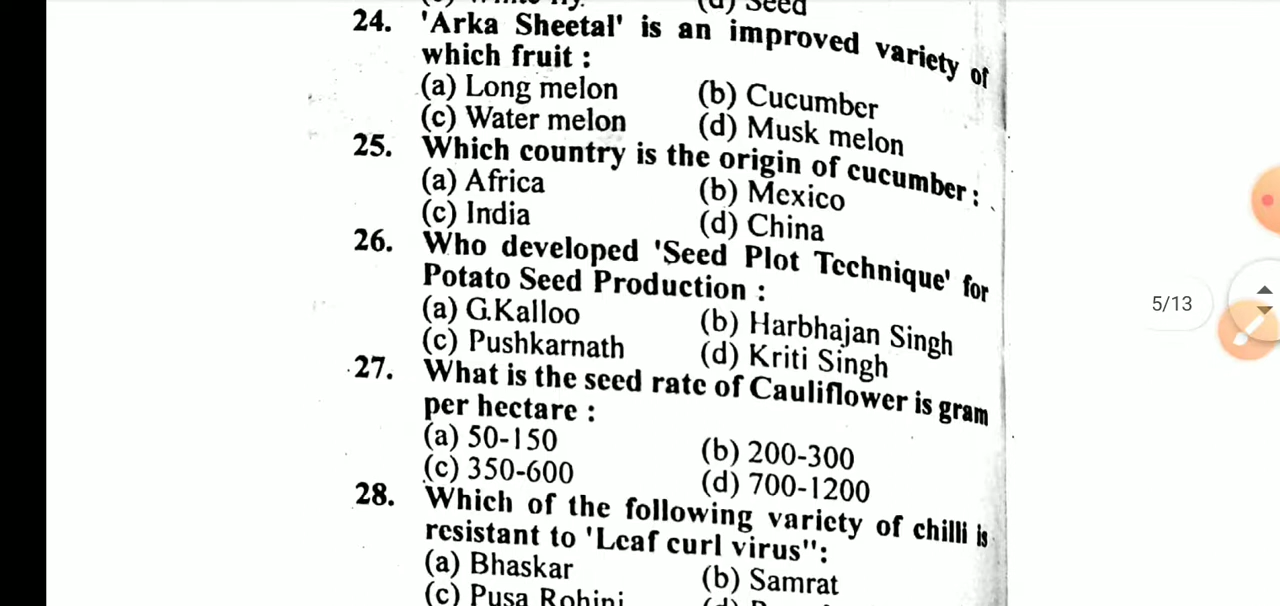 (d) Seed
24. 'Arka Sheetal' is an improved variety of
which fruit :
(a) Long melon (b) Cucumber
(c) Water melon (d) Musk melon
25. Which country is the origin of cucumber :
(a) Africa (b) Mexico
(c) India (d) China
26. Who developed 'Seed Plot Technique' for
Potato Seed Production :
(a) G.Kalloo (b) Harbhajan Singh
(c) Pushkarnath (d) Kriti Singh
27. What is the seed rate of Cauliflower is gram
per hectare :
(a) 50-150 (b) 200-300
(c) 350-600 (d) 700-1200
28. Which of the following variety of chilli is
resistant to 'Leaf curl virus":
(a) Bhaskar (b) Samrat
(c) Pusa Rohini
5/13